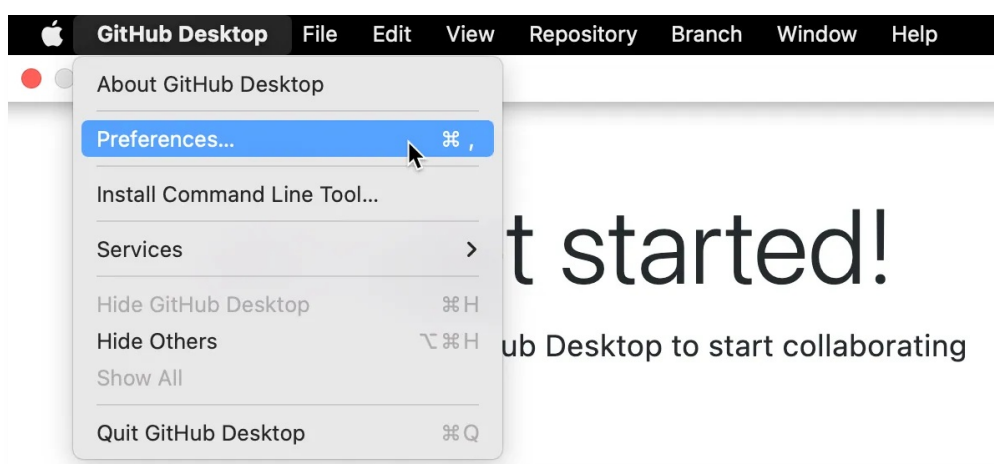 GitHub Desktop File Edit View Repository Branch Window Help
About GitHub Desktop
Preferences... ⌘ ,
Install Command Line Tool...
Services
t started!
Hide GitHub Desktop ⌘H
Hide Others ⌥⌘H
ub Desktop to start collaborating
Show All
Quit GitHub Desktop ⌘Q